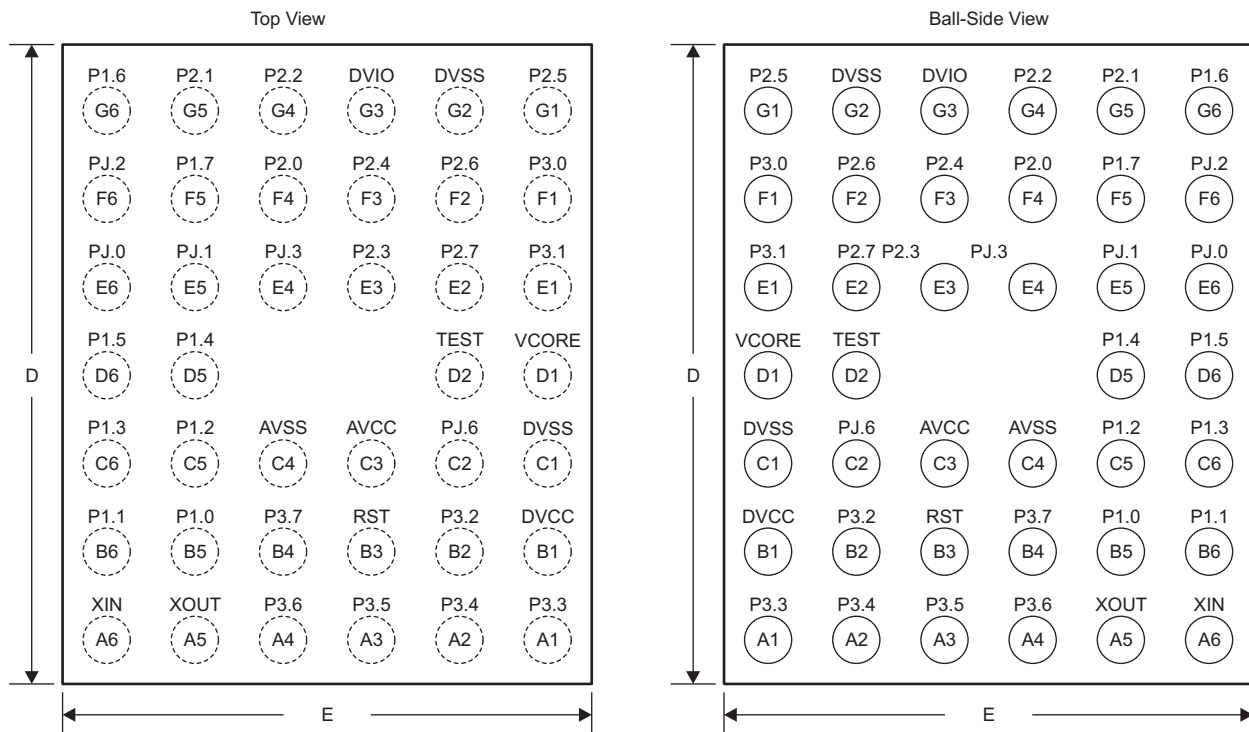 Top View
P1.6 P2.1 P2.2 DVIO DVSS P2.5
G6 G5 G4 G3 G2 G1
PJ.2 P1.7 P2.0 P2.4 P2.6 P3.0
F6 F5 F4 F3 F2 F1
PJ.0 PJ.1 PJ.3 P2.3 P2.7 P3.1
E6 E5 E4 E3 E2 E1
P1.5 P1.4 TEST VCORE
D D6 D5 D2 D1
P1.3 P1.2 AVSS AVCC PJ.6 DVSS
C6 C5 C4 C3 C2 C1
P1.1 P1.0 P3.7 RST P3.2 DVCC
B6 B5 B4 B3 B2 B1
XIN XOUT P3.6 P3.5 P3.4 P3.3
A6 A5 A4 A3 A2 A1
E
Ball-Side View
P2.5 DVSS DVIO P2.2 P2.1 P1.6
G1 G2 G3 G4 G5 G6
P3.0 P2.6 P2.4 P2.0 P1.7 PJ.2
F1 F2 F3 F4 F5 F6
P3.1 P2.7 P2.3 PJ.3 PJ.1 PJ.0
E1 E2 E3 E4 E5 E6
VCORE TEST P1.4 P1.5
D D1 D2 D5 D6
DVSS PJ.6 AVCC AVSS P1.2 P1.3
C1 C2 C3 C4 C5 C6
DVCC P3.2 RST P3.7 P1.0 P1.1
B1 B2 B3 B4 B5 B6
P3.3 P3.4 P3.5 P3.6 XOUT XIN
A1 A2 A3 A4 A5 A6
E